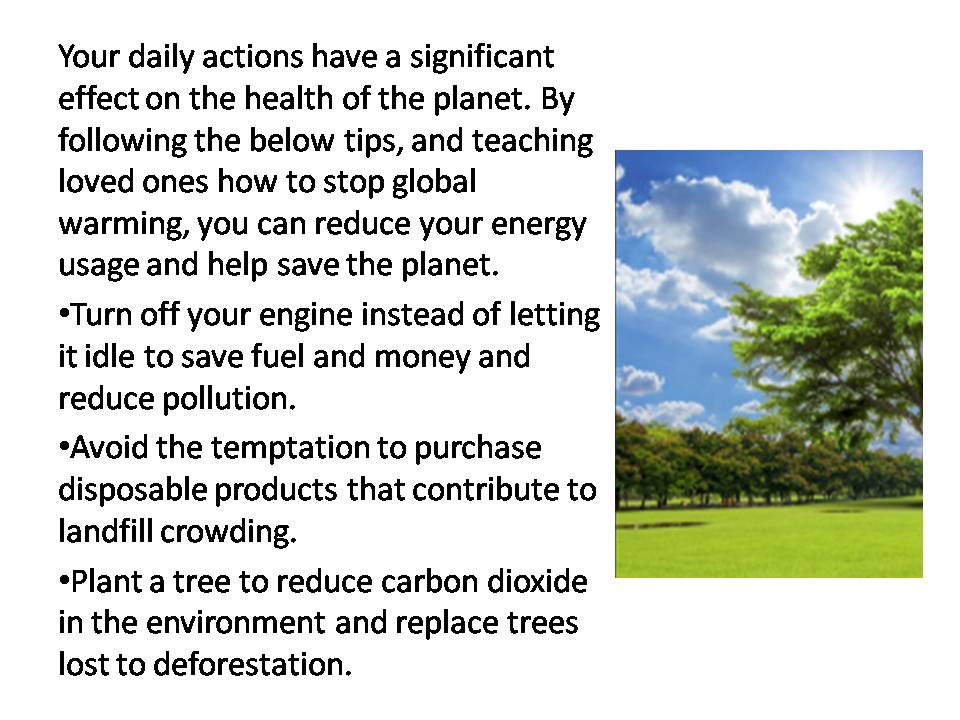 Your daily actions have a significant
effect on the health of the planet. By
following the below tips, and teaching
loved ones how to stop global
warming, you can reduce your energy
usage and help save the planet.
•Turn off your engine instead of letting
it idle to save fuel and money and
reduce pollution.
•Avoid the temptation to purchase
disposable products that contribute to
landfill crowding.
•Plant a tree to reduce carbon dioxide
in the environment and replace trees
lost to deforestation.